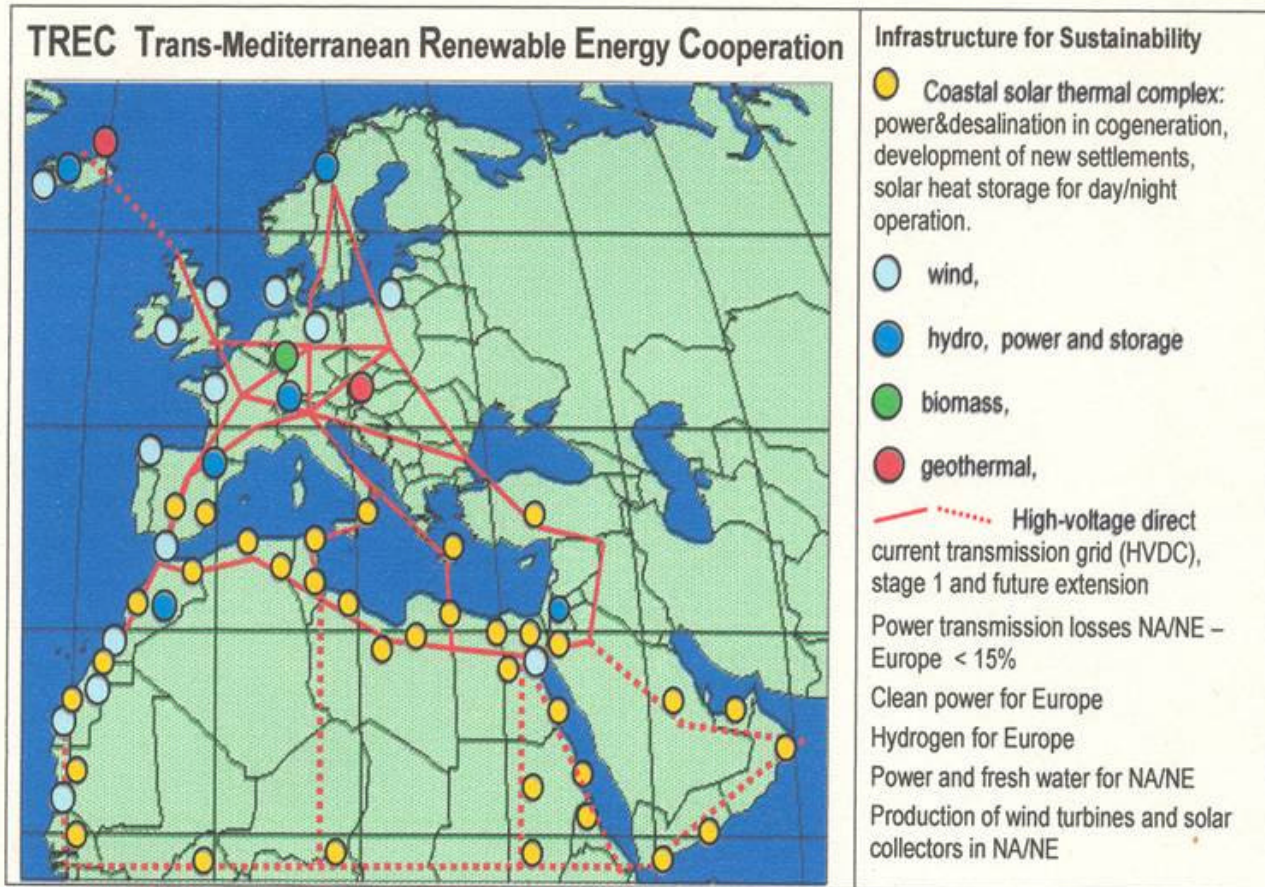 TREC Trans-Mediterranean Renewable Energy Cooperation
Infrastructure for Sustainability
Coastal solar thermal complex:
power&desalination in cogeneration,
development of new settlements,
solar heat storage for day/night
operation.
wind,
hydro, power and storage
biomass,
geothermal,
High-voltage direct
current transmission grid (HVDC),
stage 1 and future extension
Power transmission losses NA/NE –
Europe < 15%
Clean power for Europe
Hydrogen for Europe
Power and fresh water for NA/NE
Production of wind turbines and solar
collectors in NA/NE